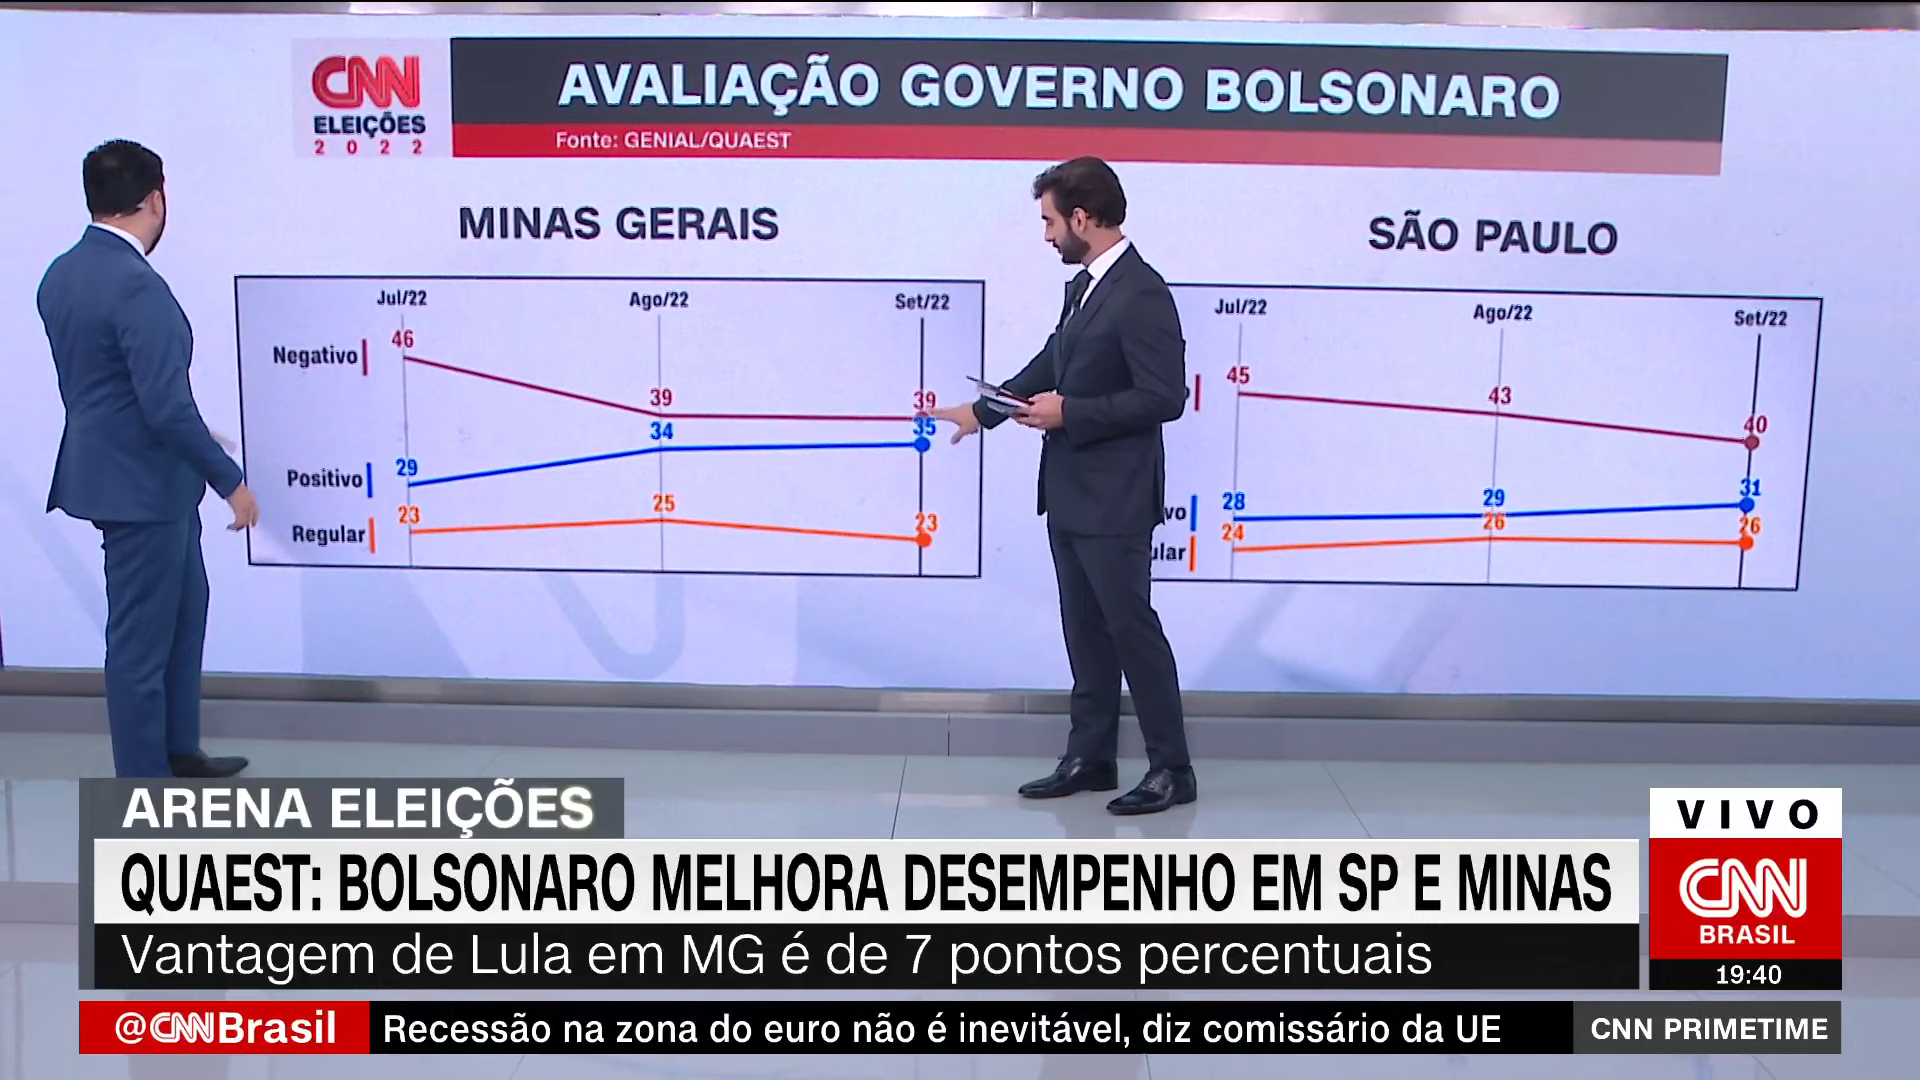 CNN
ELEIÇÕES
2022
AVALIAÇÃO GOVERNO BOLSONARO
Fonte: GENIAL/QUAEST
MINAS GERAIS
Jul/22 Ago/22 Set/22
Negativo 46 39 39
Positivo 29 34 35
Regular 23 25 23
SÃO PAULO
Jul/22 Ago/22 Set/22
45 43 40
vo 28 29 31
ular 24 26 26
ARENA ELEIÇÕES
QUAEST: BOLSONARO MELHORA DESEMPENHO EM SP E MINAS
Vantagem de Lula em MG é de 7 pontos percentuais
VIVO
CNN
BRASIL
19:40
@CNNBrasil Recessão na zona do euro não é inevitável, diz comissário da UE CNN PRIMETIME